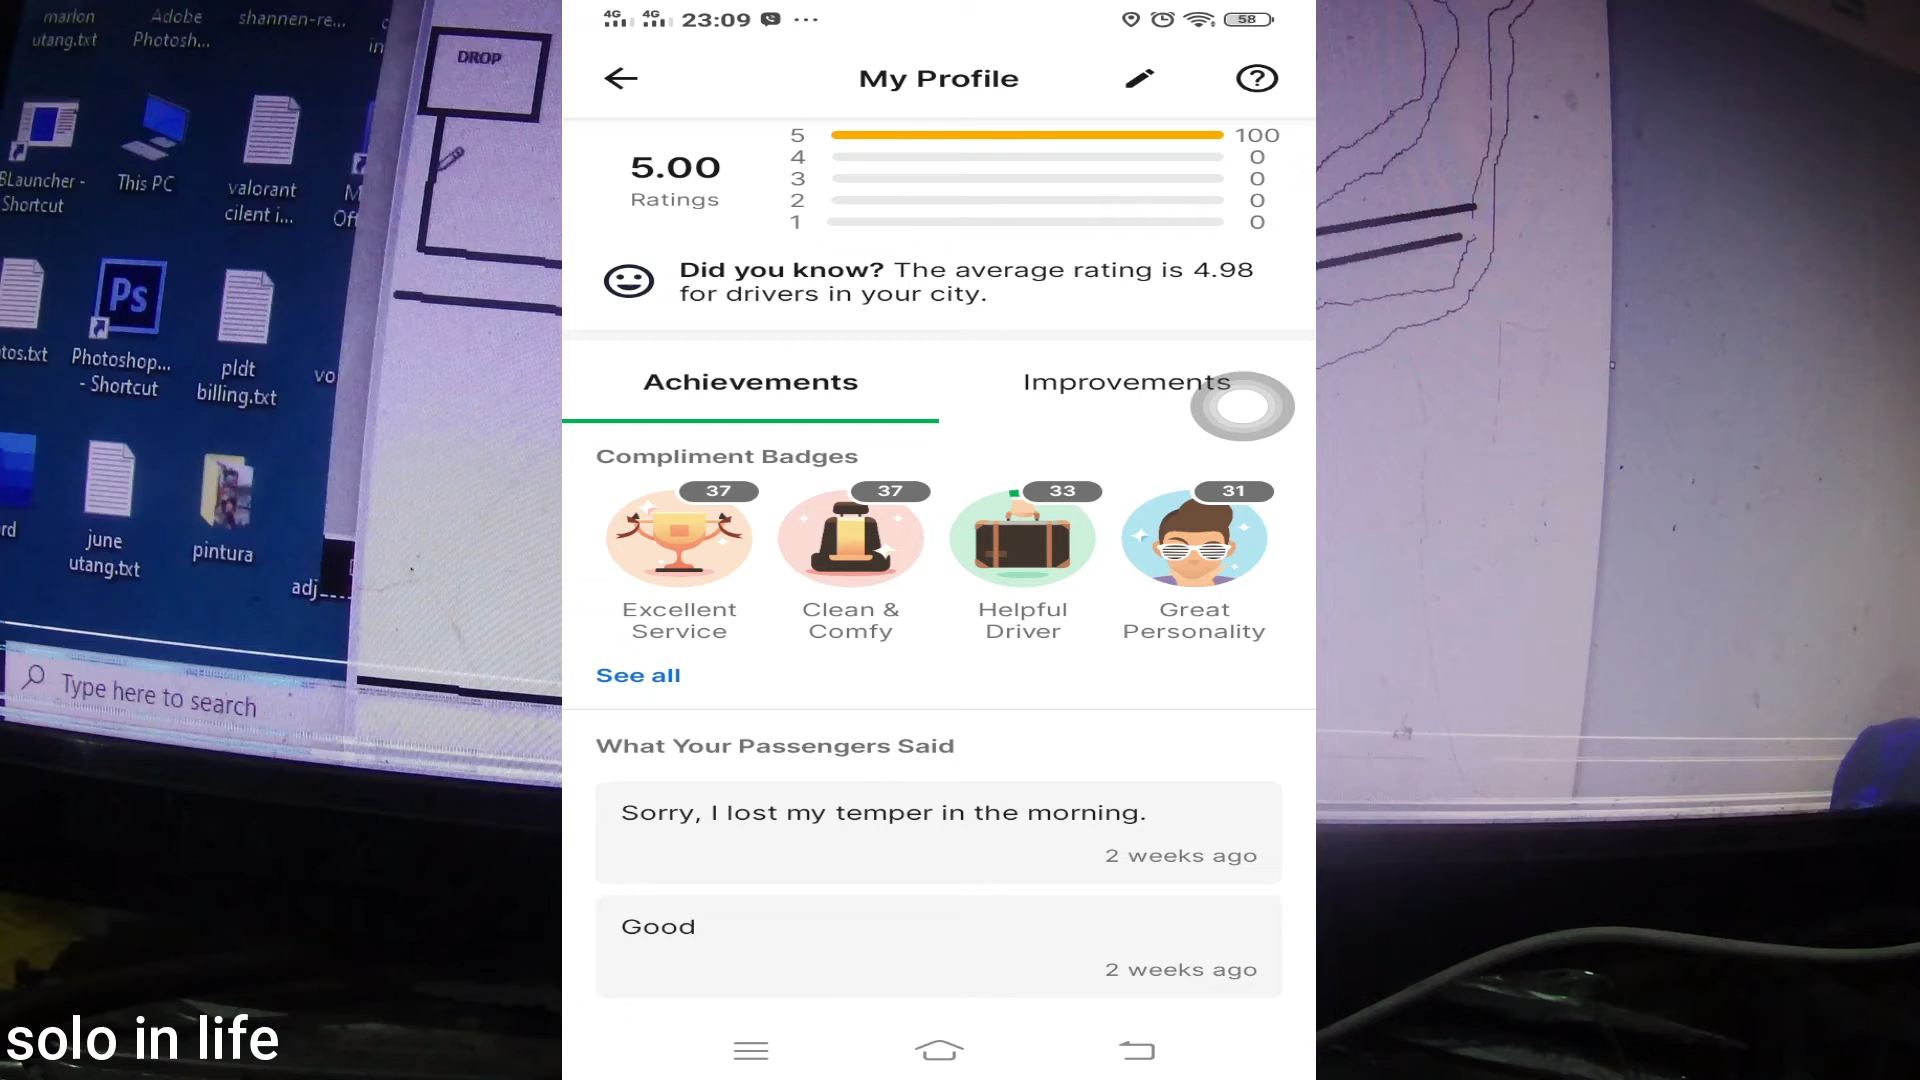 marlon
utang.txt
Adobe
Photosh...
shannen-re...
BLauncher -
Shortcut
This PC
valorant
cilent i...
DROP
tos.txt
Photoshop...
- Shortcut
Ps
pldt
billing.txt
june
utang.txt
pintura
Type here to search
4G 4G 23:09 ...
58
My Profile
5.00
Ratings
5 100
4 0
3 0
2 0
1 0
Did you know? The average rating is 4.98
for drivers in your city.
Achievements
Improvements
Compliment Badges
37
37
33
31
Excellent
Service
Clean &
Comfy
Helpful
Driver
Great
Personality
See all
What Your Passengers Said
Sorry, I lost my temper in the morning.
2 weeks ago
Good
2 weeks ago
solo in life